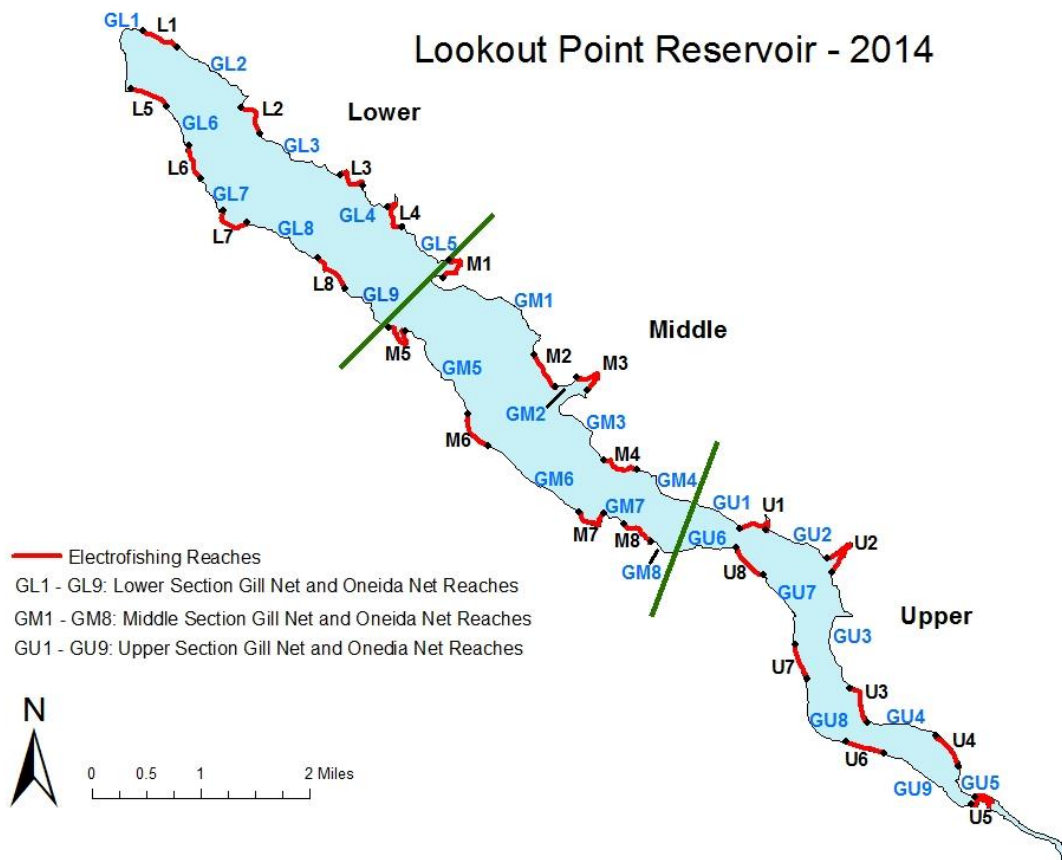 Lookout Point Reservoir - 2014
GL1
L1
GL2
L5
L2
Lower
GL6
GL3
L6
L3
GL7
GL4
L4
L7
GL8
GL5
M1
L8
GL9
GM1
Middle
M5
M2
M3
GM5
GM2
GM3
M6
M4
GM6
GM4
GM7
GU1
U1
M7
M8
GU6
GU2
U2
GM8
U8
GU7
Upper
GU3
U7
U3
GU8
GU4
U4
U6
GU9
GU5
U5
Electrofishing Reaches
GL1 - GL9: Lower Section Gill Net and Oneida Net Reaches
GM1 - GM8: Middle Section Gill Net and Oneida Net Reaches
GU1 - GU9: Upper Section Gill Net and Onedia Net Reaches
N
0 0.5 1 2 Miles